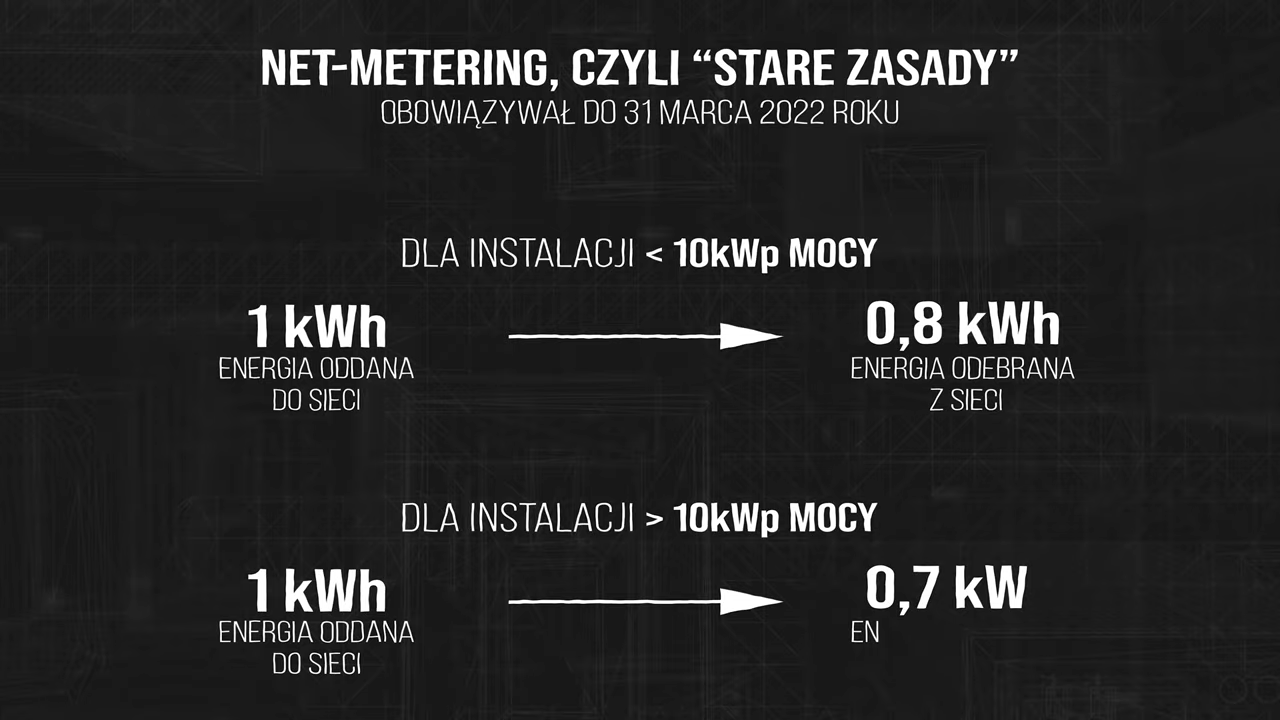 NET-METERING, CZYLI “STARE ZASADY”
OBOWIĄZYWAŁ DO 31 MARCA 2022 ROKU
DLA INSTALACJI < 10kWp MOCY
1 kWh
ENERGIA ODDANA
DO SIECI
0,8 kWh
ENERGIA ODEBRANA
Z SIECI
DLA INSTALACJI > 10kWp MOCY
1 kWh
ENERGIA ODDANA
DO SIECI
0,7 kW
EN